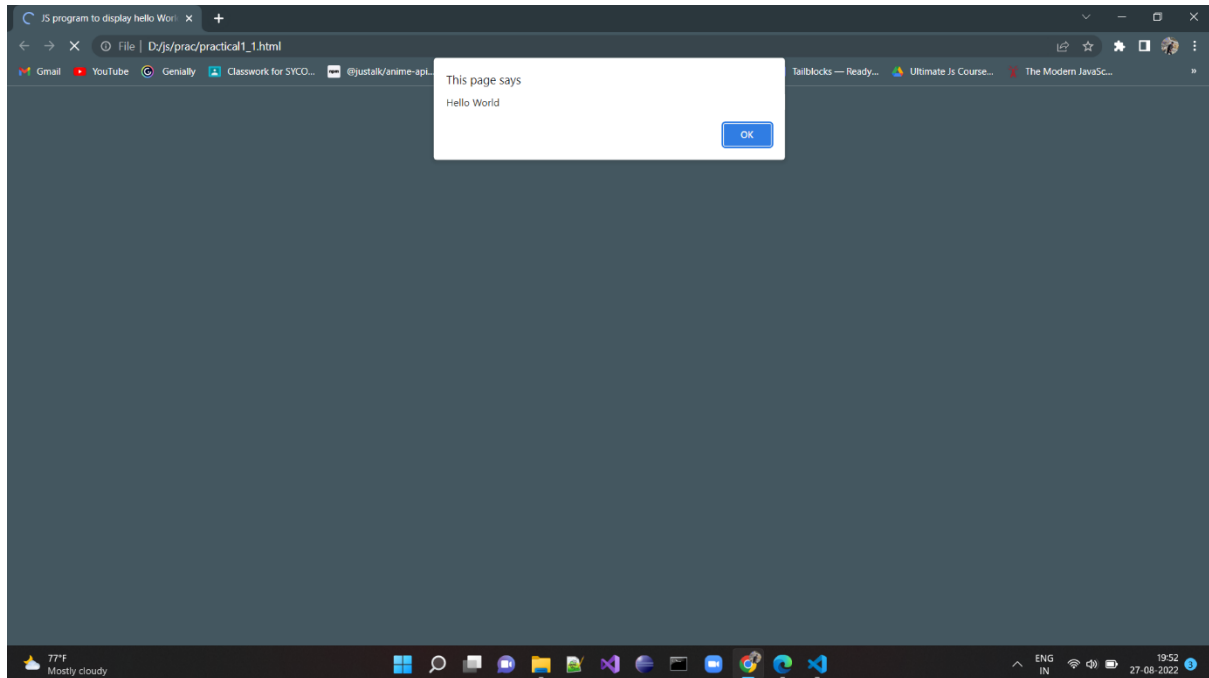 JS program to display hello Worl
File | D:/js/prac/practical1_1.html
Gmail YouTube Genially Classwork for SYCO... npm @justalk/anime-api... Tailblocks — Ready... Ultimate Js Course... The Modern JavaSc... »
This page says
Hello World
OK
77°F
Mostly cloudy
ENG
IN
19:52
27-08-2022
3